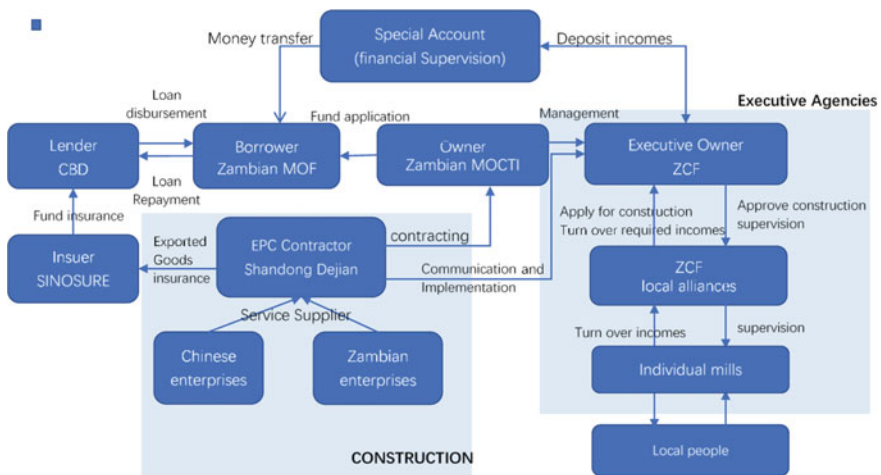 Money transfer
Special Account
(financial Supervision)
Deposit incomes
Loan
disbursement
Fund application
Management
Executive Agencies
Lender
CBD
Borrower
Zambian MOF
Owner
Zambian MOCTI
Executive Owner
ZCF
Loan
Repayment
Fund insurance
Apply for construction
Turn over required incomes
Approve construction
supervision
Insuer
SINOSURE
Exported
Goods
insurance
EPC Contractor
Shandong Dejian
contracting
Communication and
Implementation
ZCF
local alliances
Service Supplier
Turn over incomes
supervision
Chinese
enterprises
Zambian
enterprises
Individual mills
Local people
CONSTRUCTION